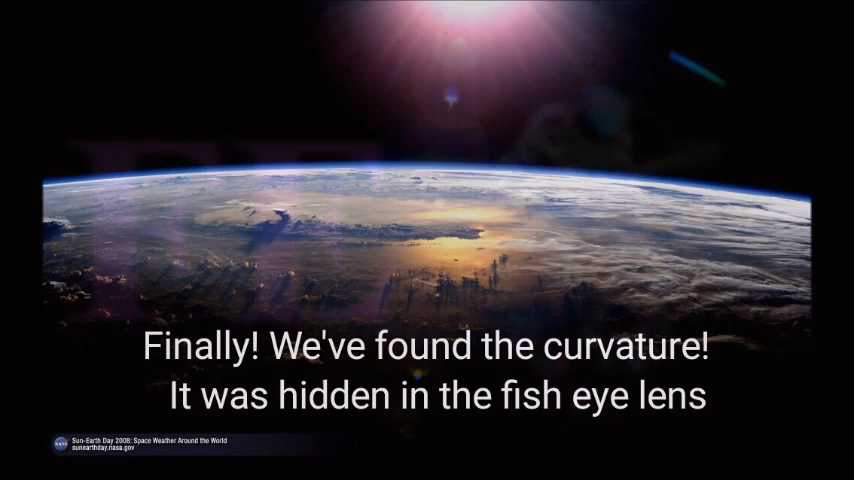 Finally! We've found the curvature!
It was hidden in the fish eye lens
NASA
Sun-Earth Day 2008: Space Weather Around the World
sunearthday.nasa.gov